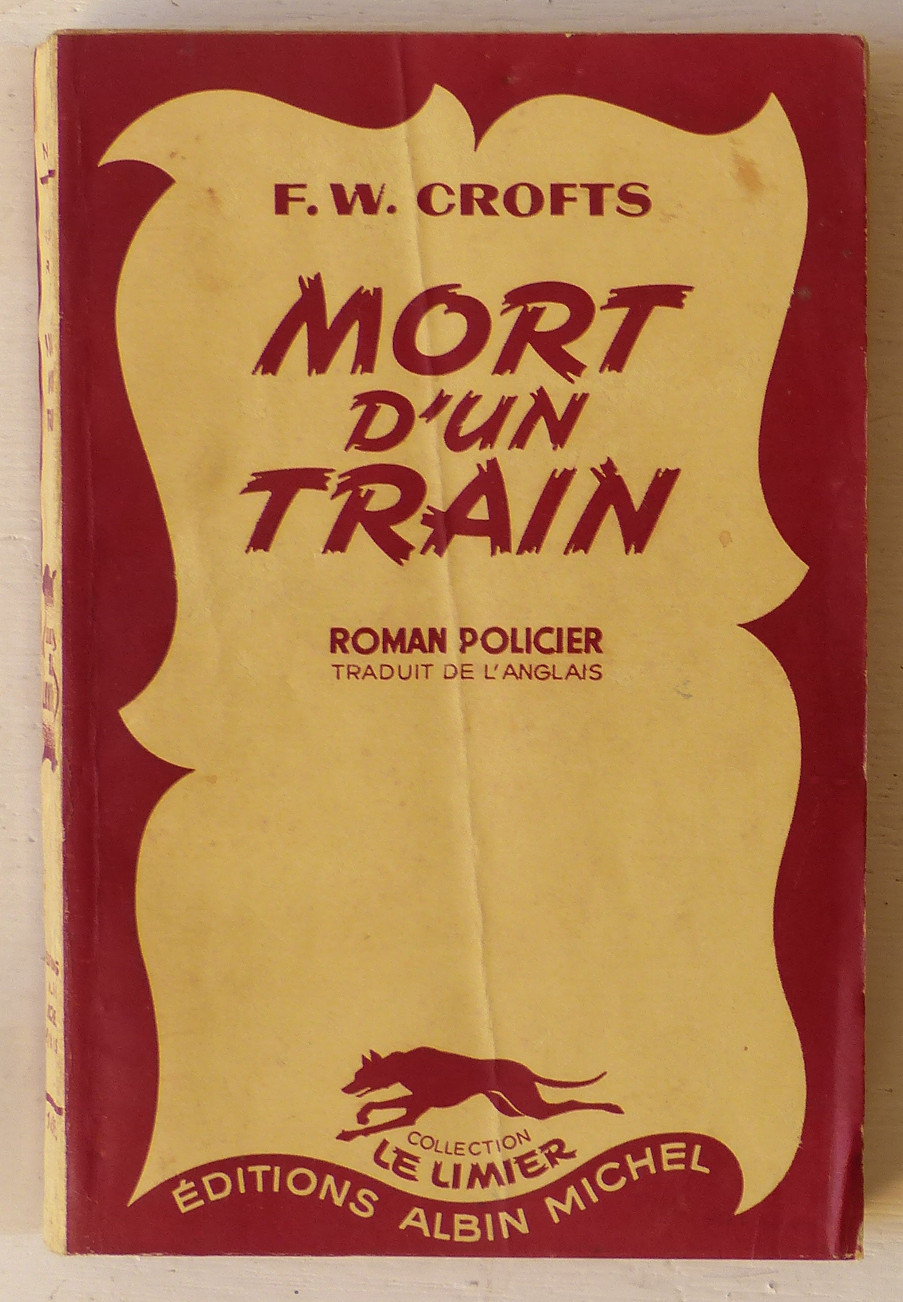 F. W. CROFTS
MORT
D'UN
TRAIN
ROMAN POLICIER
TRADUIT DE L'ANGLAIS
COLLECTION
LE LIMIER
ÉDITIONS ALBIN MICHEL